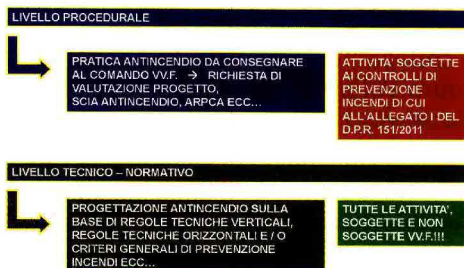 LIVELLO PROCEDURALE
PRATICA ANTINCENDIO DA CONSEGNARE
AL COMANDO VV.F. → RICHIESTA DI
VALUTAZIONE PROGETTO,
SCIA ANTINCENDIO, ARPCA ECC...
ATTIVITA' SOGGETTE
AI CONTROLLI DI
PREVENZIONE
INCENDI DI CUI
ALL'ALLEGATO I DEL
D.P.R. 151/2011
LIVELLO TECNICO – NORMATIVO
PROGETTAZIONE ANTINCENDIO SULLA
BASE DI REGOLE TECNICHE VERTICALI,
REGOLE TECNICHE ORIZZONTALI E / O
CRITERI GENERALI DI PREVENZIONE
INCENDI ECC...
TUTTE LE ATTIVITA',
SOGGETTE E NON
SOGGETTE VV.F.!!!